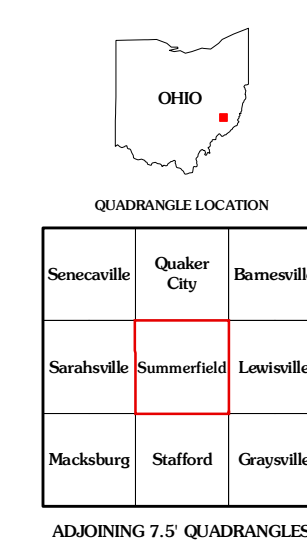 OHIO
QUADRANGLE LOCATION
Senecaville
Quaker
City
Barnesvill
Sarahsville
Summerfield
Lewisville
Macksburg
Stafford
Graysville
ADJOINING 7.5' QUADRANGLES